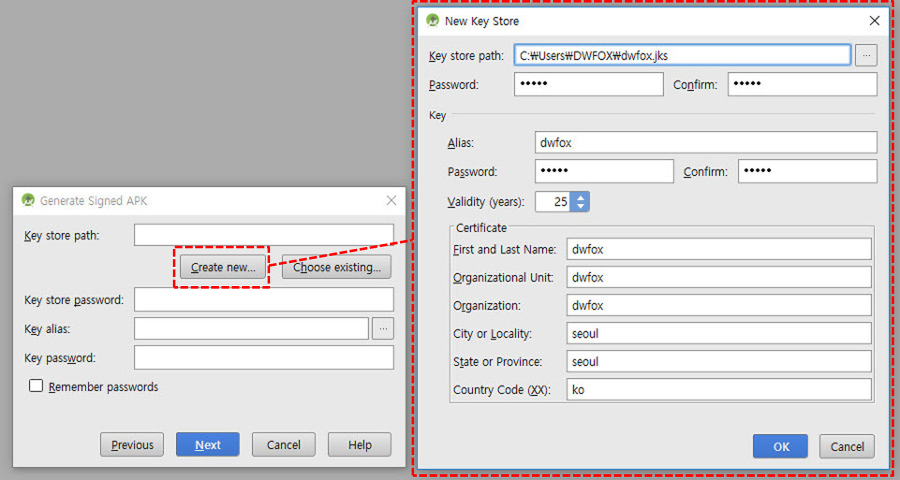 Generate Signed APK
Key store path:
Create new...
Choose existing...
Key store password:
Key alias:
...
Key password:
Remember passwords
Previous
Next
Cancel
Help
New Key Store
Key store path: C:₩Users₩DWFOX₩dwfox.jks ...
Password: ••••• Confirm: •••••
Key
Alias: dwfox
Password: ••••• Confirm: •••••
Validity (years): 25
Certificate
First and Last Name: dwfox
Organizational Unit: dwfox
Organization: dwfox
City or Locality: seoul
State or Province: seoul
Country Code (XX): ko
OK
Cancel